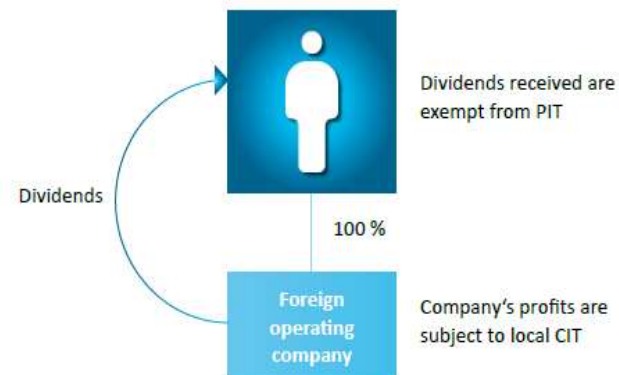 Dividends received are
exempt from PIT
Dividends
100 %
Foreign
operating
company
Company's profits are
subject to local CIT